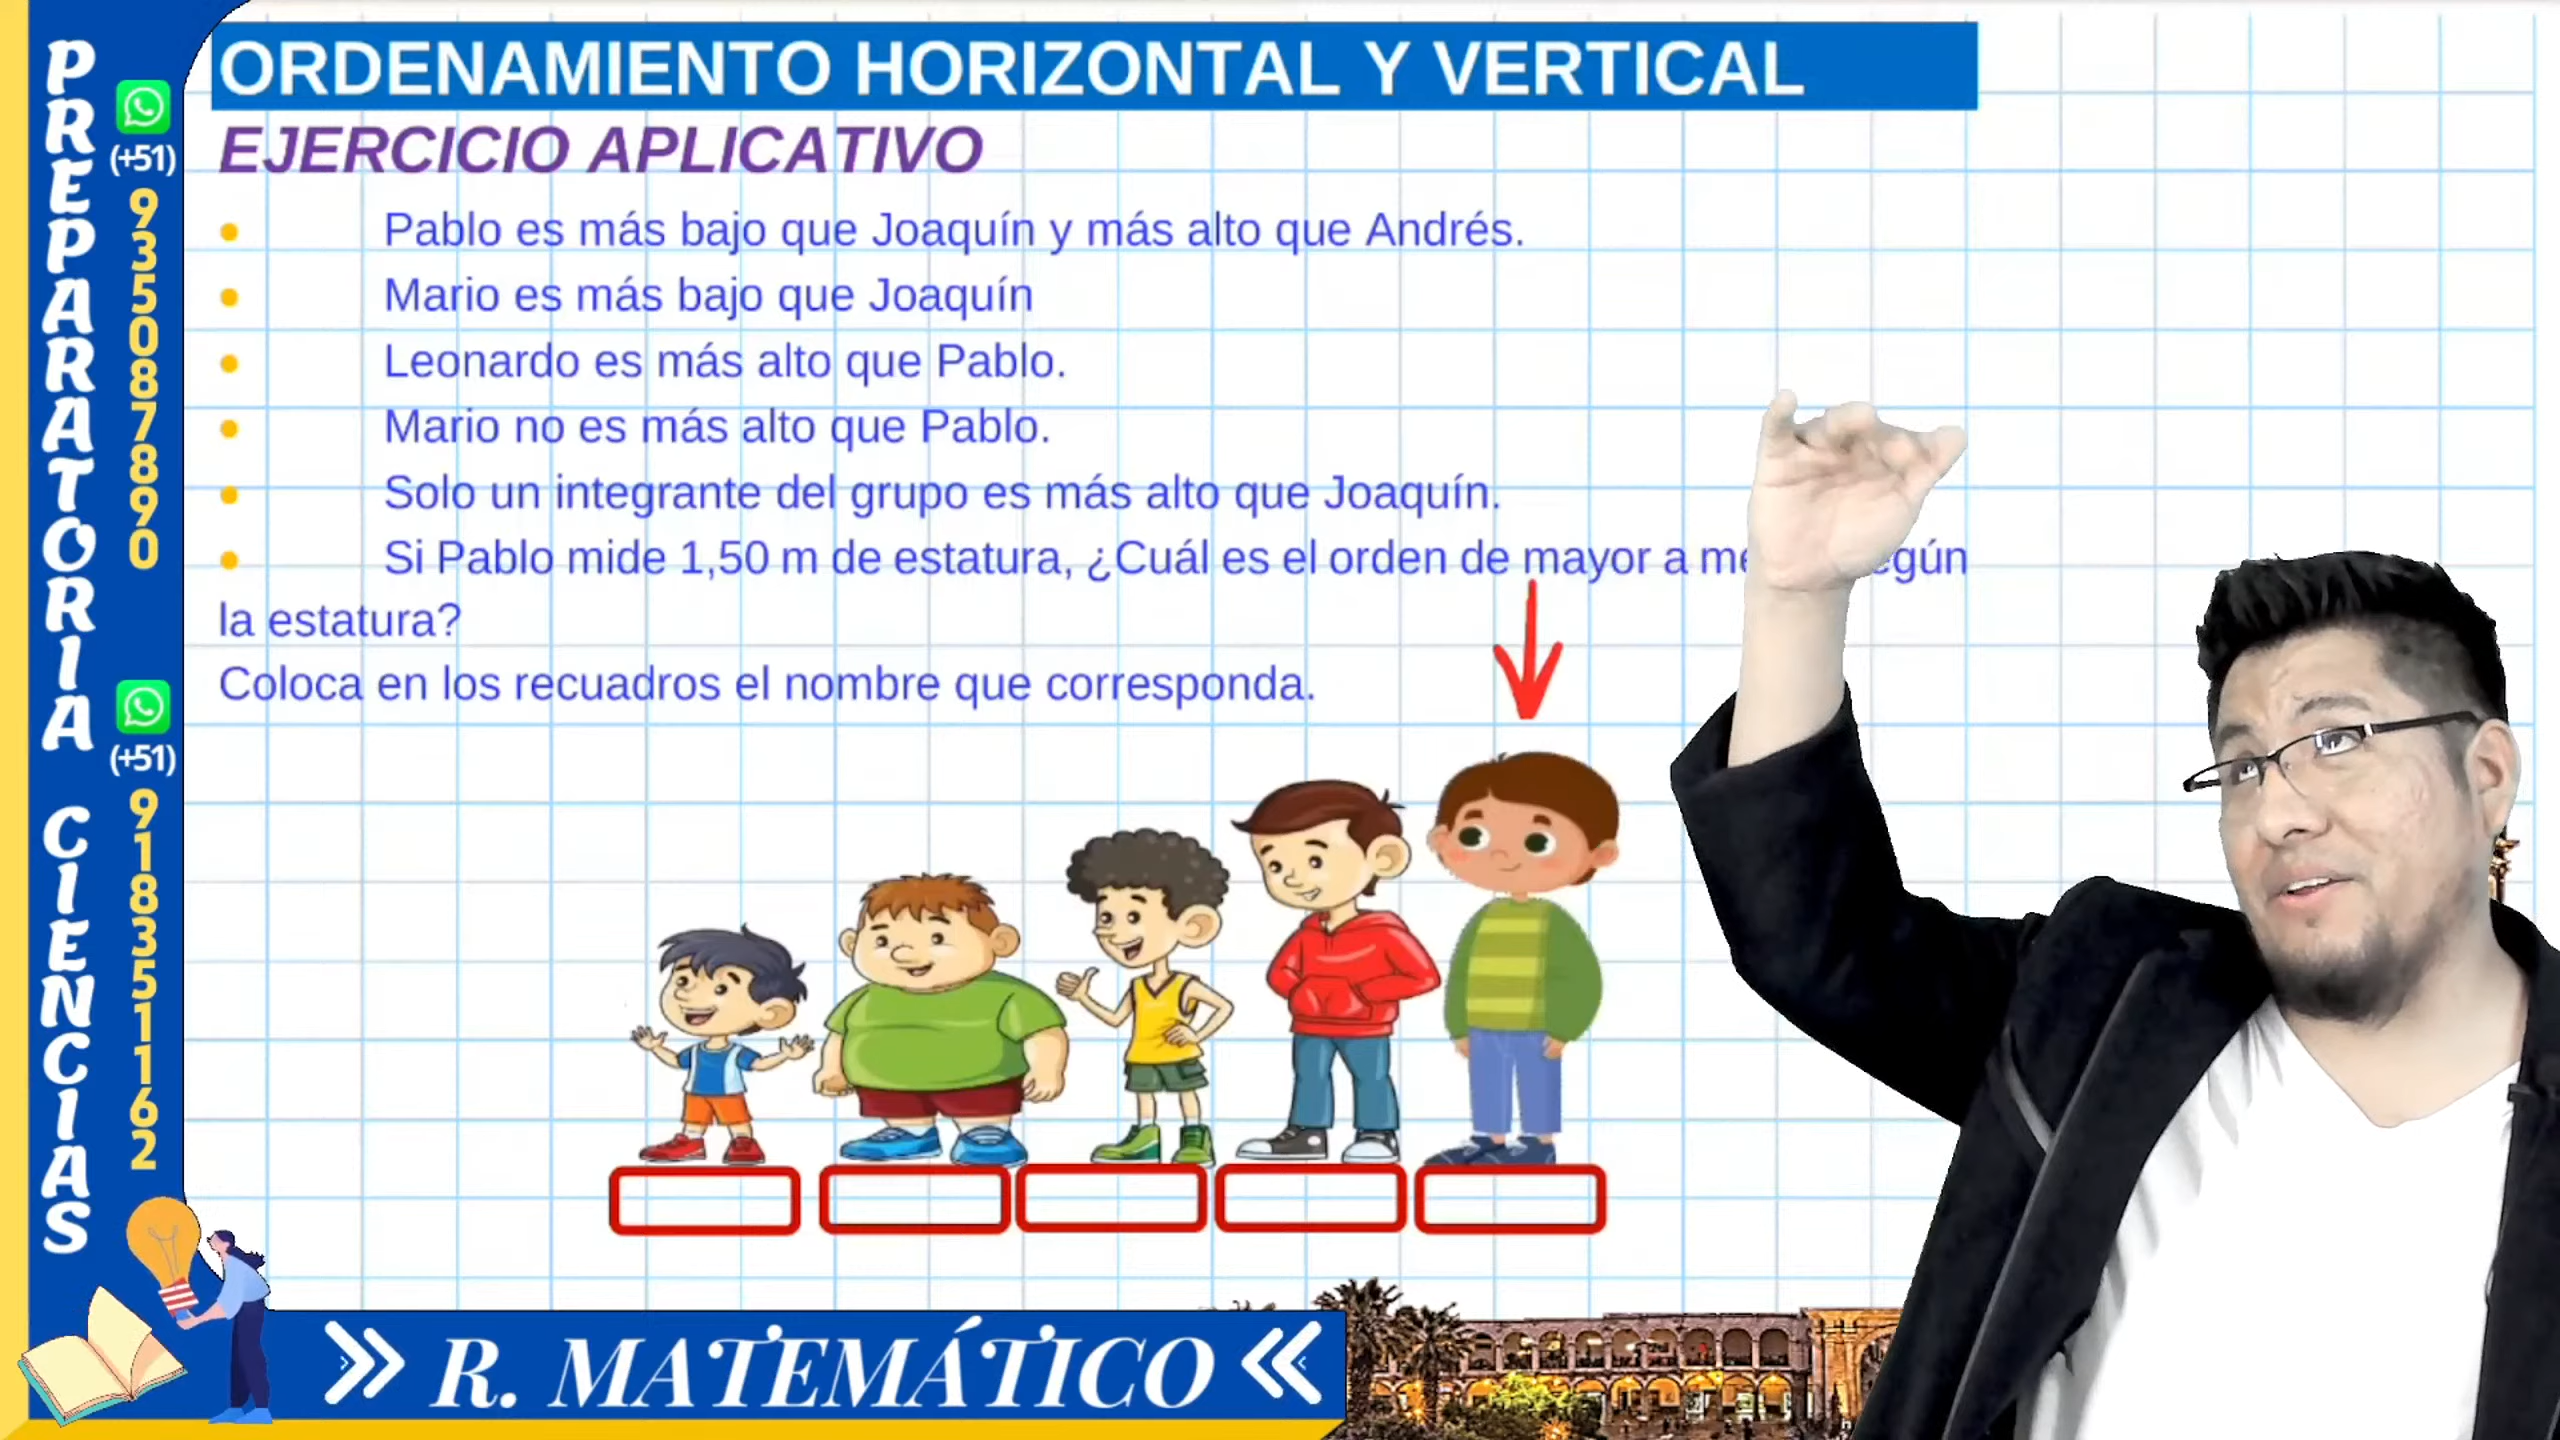 ORDENAMIENTO HORIZONTAL Y VERTICAL
EJERCICIO APLICATIVO
• Pablo es más bajo que Joaquín y más alto que Andrés.
• Mario es más bajo que Joaquín
• Leonardo es más alto que Pablo.
• Mario no es más alto que Pablo.
• Solo un integrante del grupo es más alto que Joaquín.
• Si Pablo mide 1,50 m de estatura, ¿Cuál es el orden de mayor a
la estatura?
Coloca en los recuadros el nombre que corresponda.
PREPARATORIA CIENCIAS
(+51)
935087890
(+51)
918351162
R. MATEMÁTICO